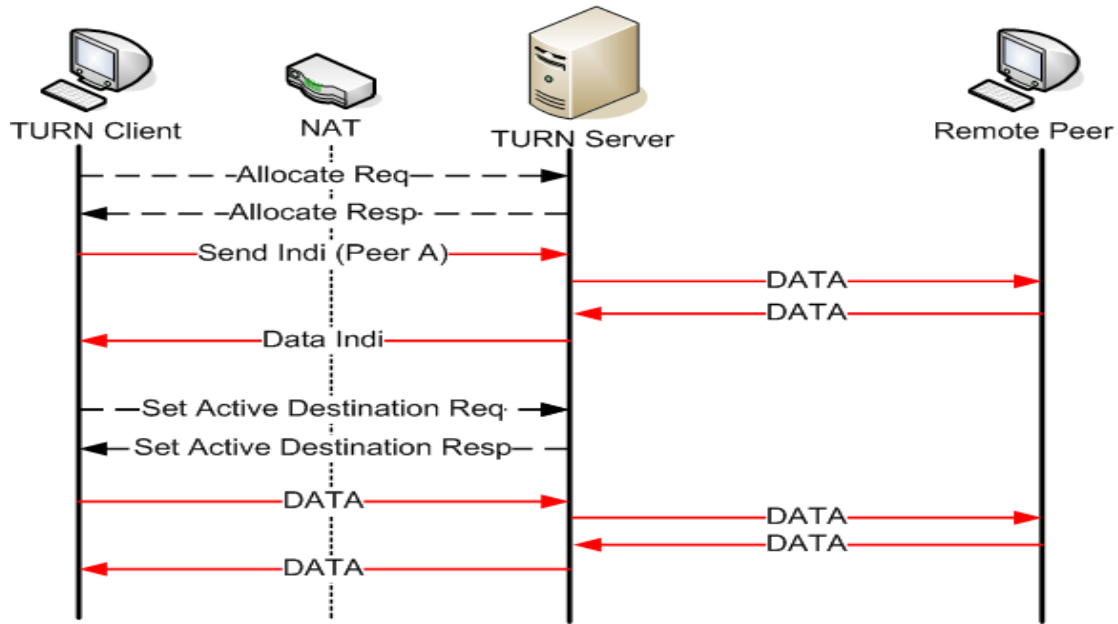 TURN Client
NAT
TURN Server
Remote Peer
Allocate Req
Allocate Resp
Send Indi (Peer A)
DATA
DATA
Data Indi
Set Active Destination Req
Set Active Destination Resp
DATA
DATA
DATA
DATA